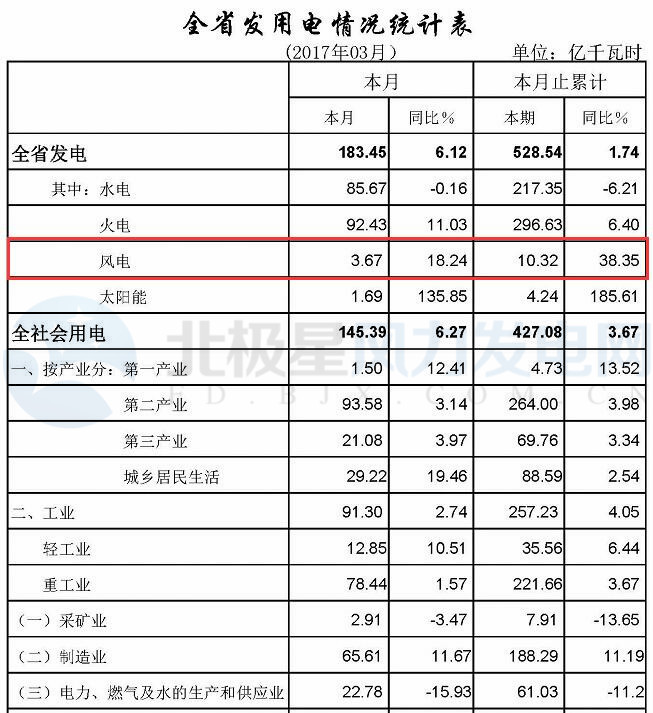 全省发用电情况统计表
(2017年03月) 单位：亿千瓦时
本月 本月止累计
本月 同比% 本期 同比%
全省发电 183.45 6.12 528.54 1.74
其中：水电 85.67 -0.16 217.35 -6.21
火电 92.43 11.03 296.63 6.40
风电 3.67 18.24 10.32 38.35
太阳能 1.69 135.85 4.24 185.61
全社会用电 145.39 6.27 427.08 3.67
一、按产业分：第一产业 1.50 12.41 4.73 13.52
第二产业 93.58 3.14 264.00 3.98
第三产业 21.08 3.97 69.76 3.34
城乡居民生活 29.22 19.46 88.59 2.54
二、工业 91.30 2.74 257.23 4.05
轻工业 12.85 10.51 35.56 6.44
重工业 78.44 1.57 221.66 3.67
（一）采矿业 2.91 -3.47 7.91 -13.65
（二）制造业 65.61 11.67 188.29 11.19
（三）电力、燃气及水的生产和供应业 22.78 -15.93 61.03 -11.2
北极星风力发电网
FD.BJX.COM.CN